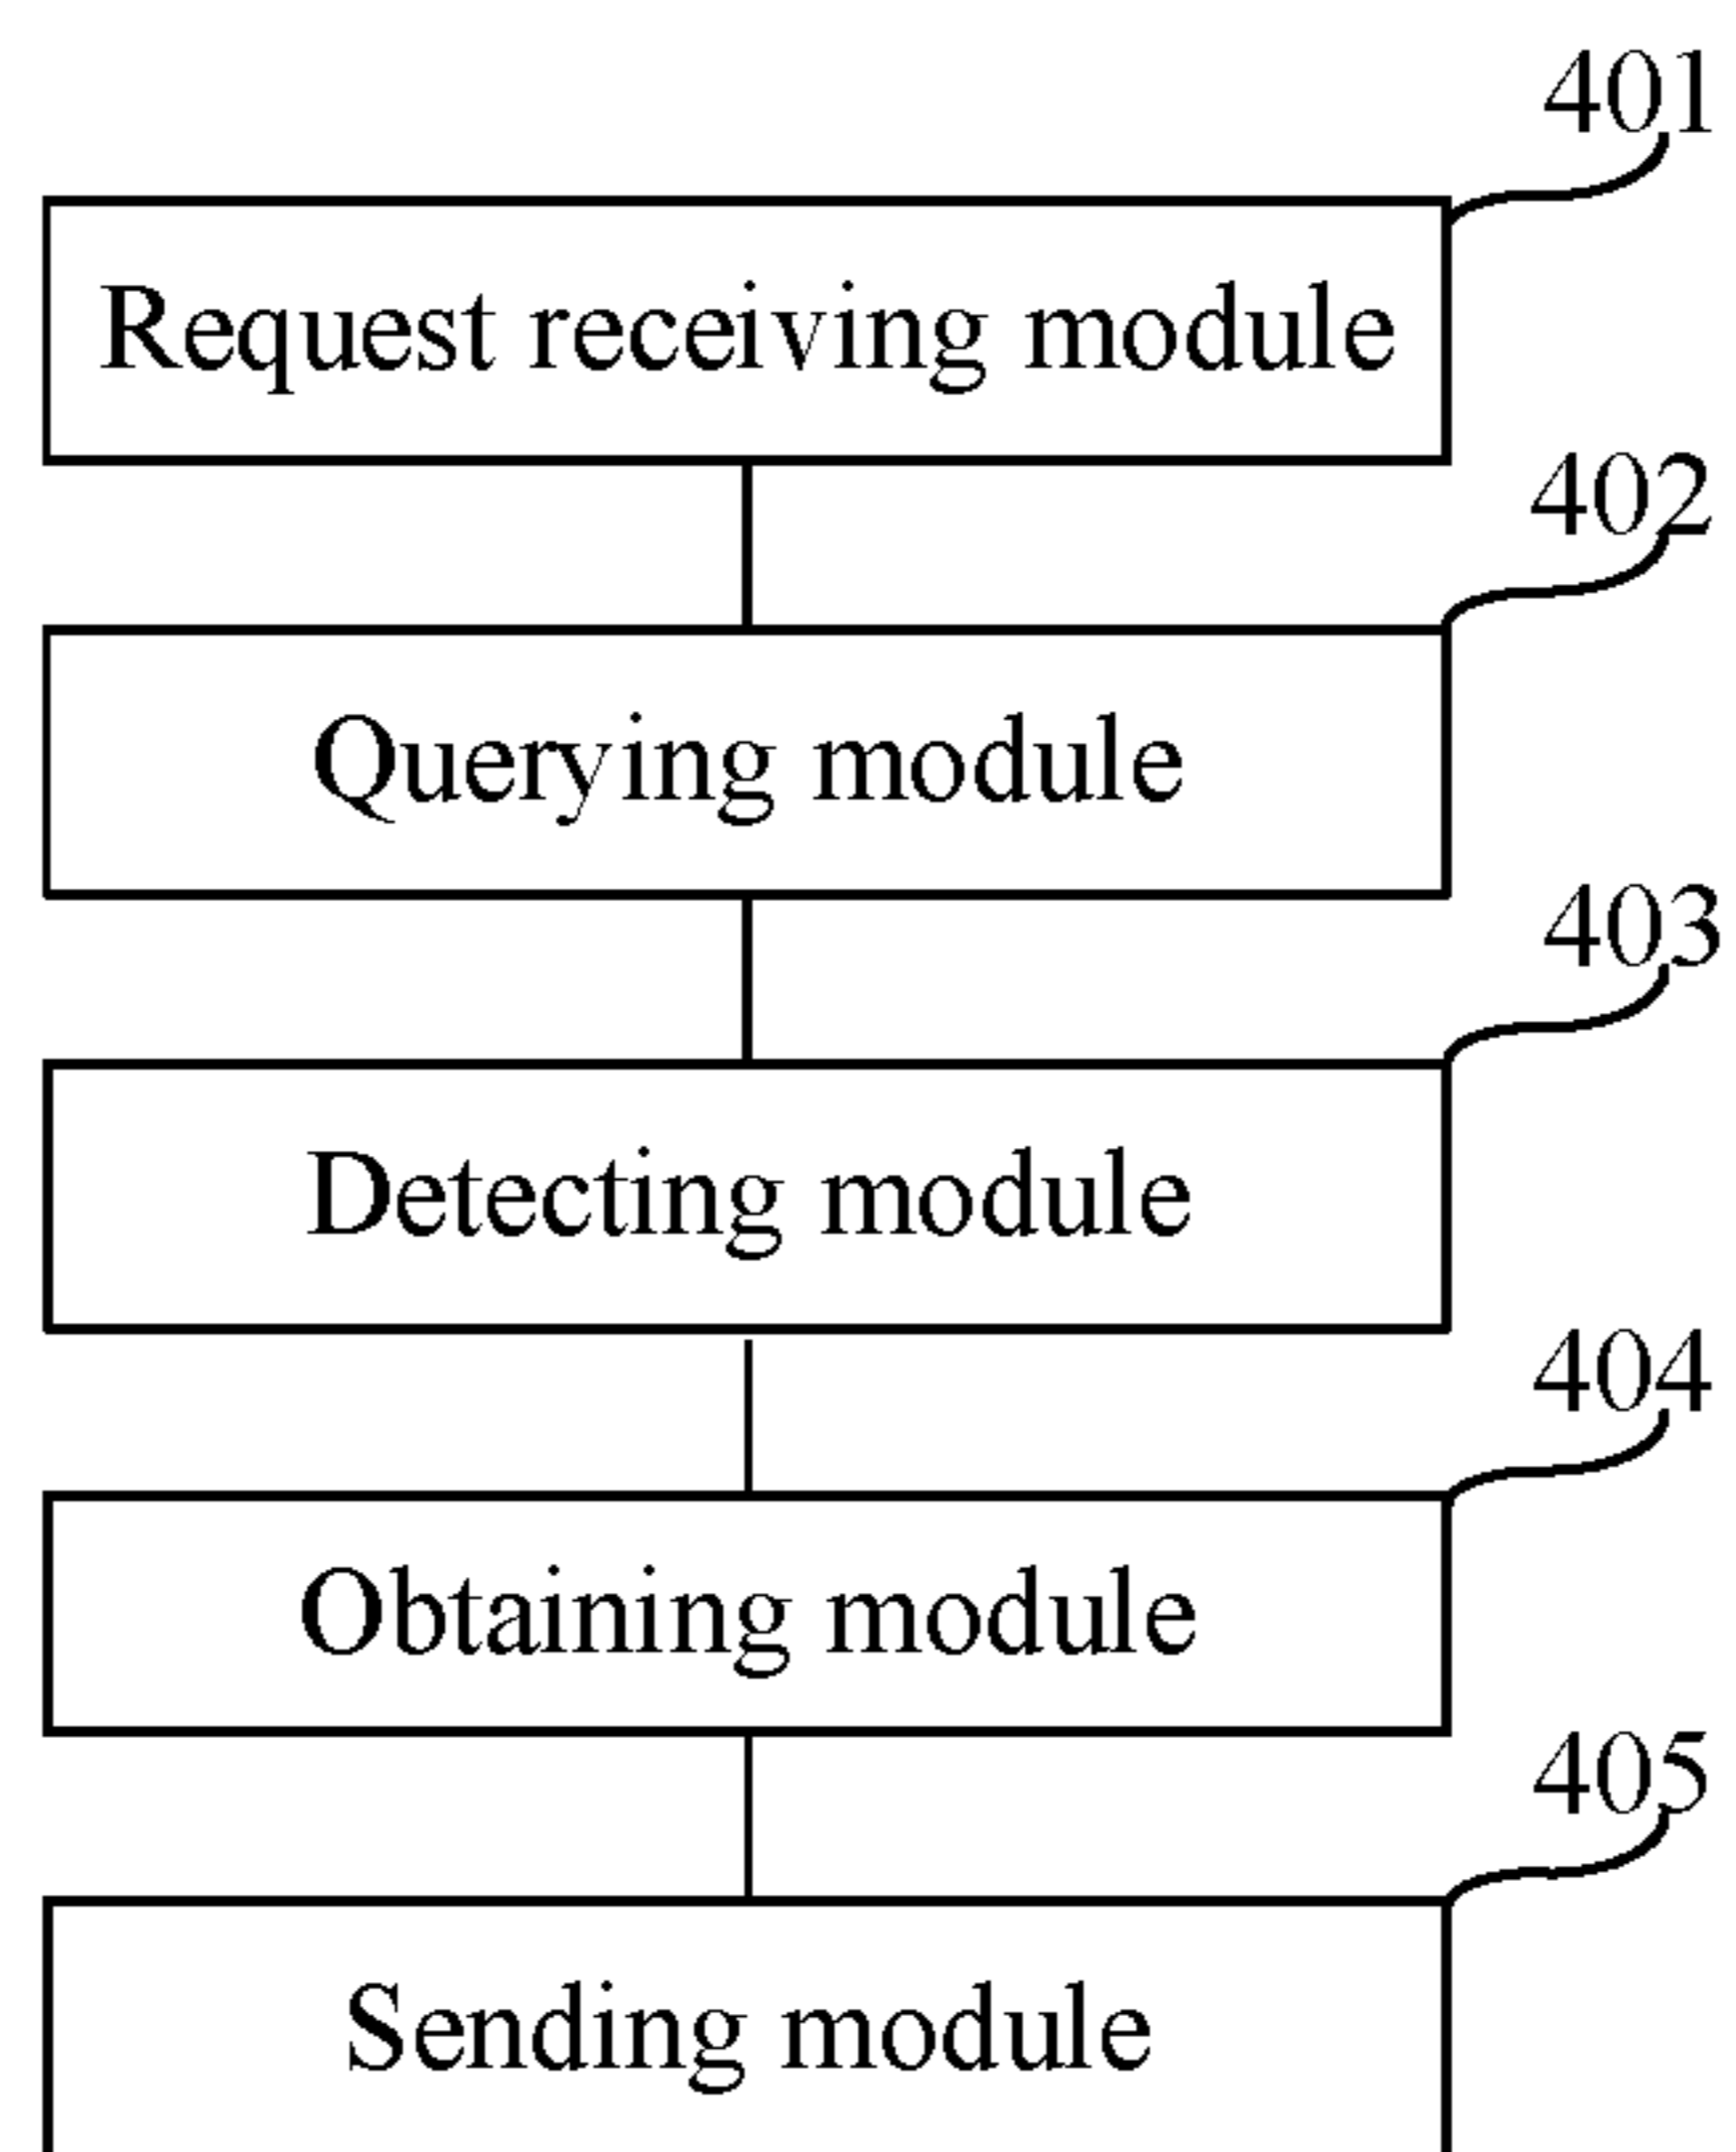 401
Request receiving module
402
Querying module
403
Detecting module
404
Obtaining module
405
Sending module